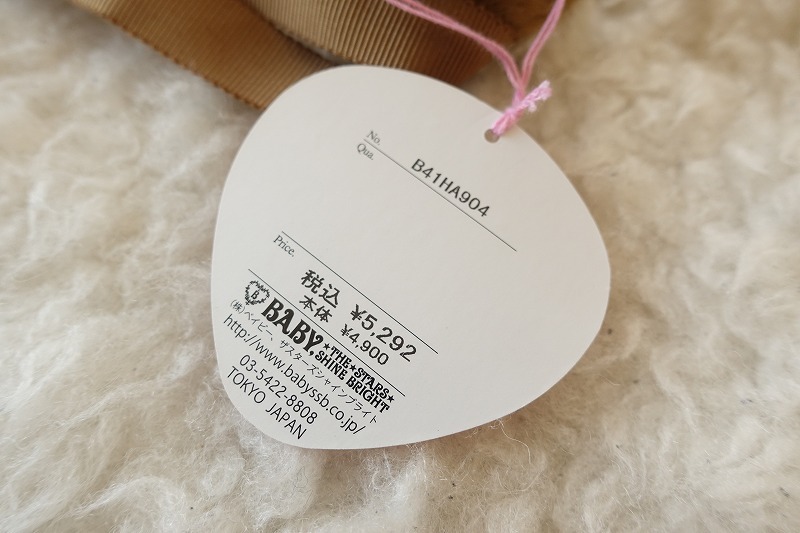 No. B41HA904
Qua.
Price.
税込 ¥5,292
本体 ¥4,900
B
BABY, ★THE★STARS★
SHINE BRIGHT
(株)ベイビー、ザスターズシャインブライト
http://www.babyssb.co.jp/
03-5422-8808
TOKYO JAPAN